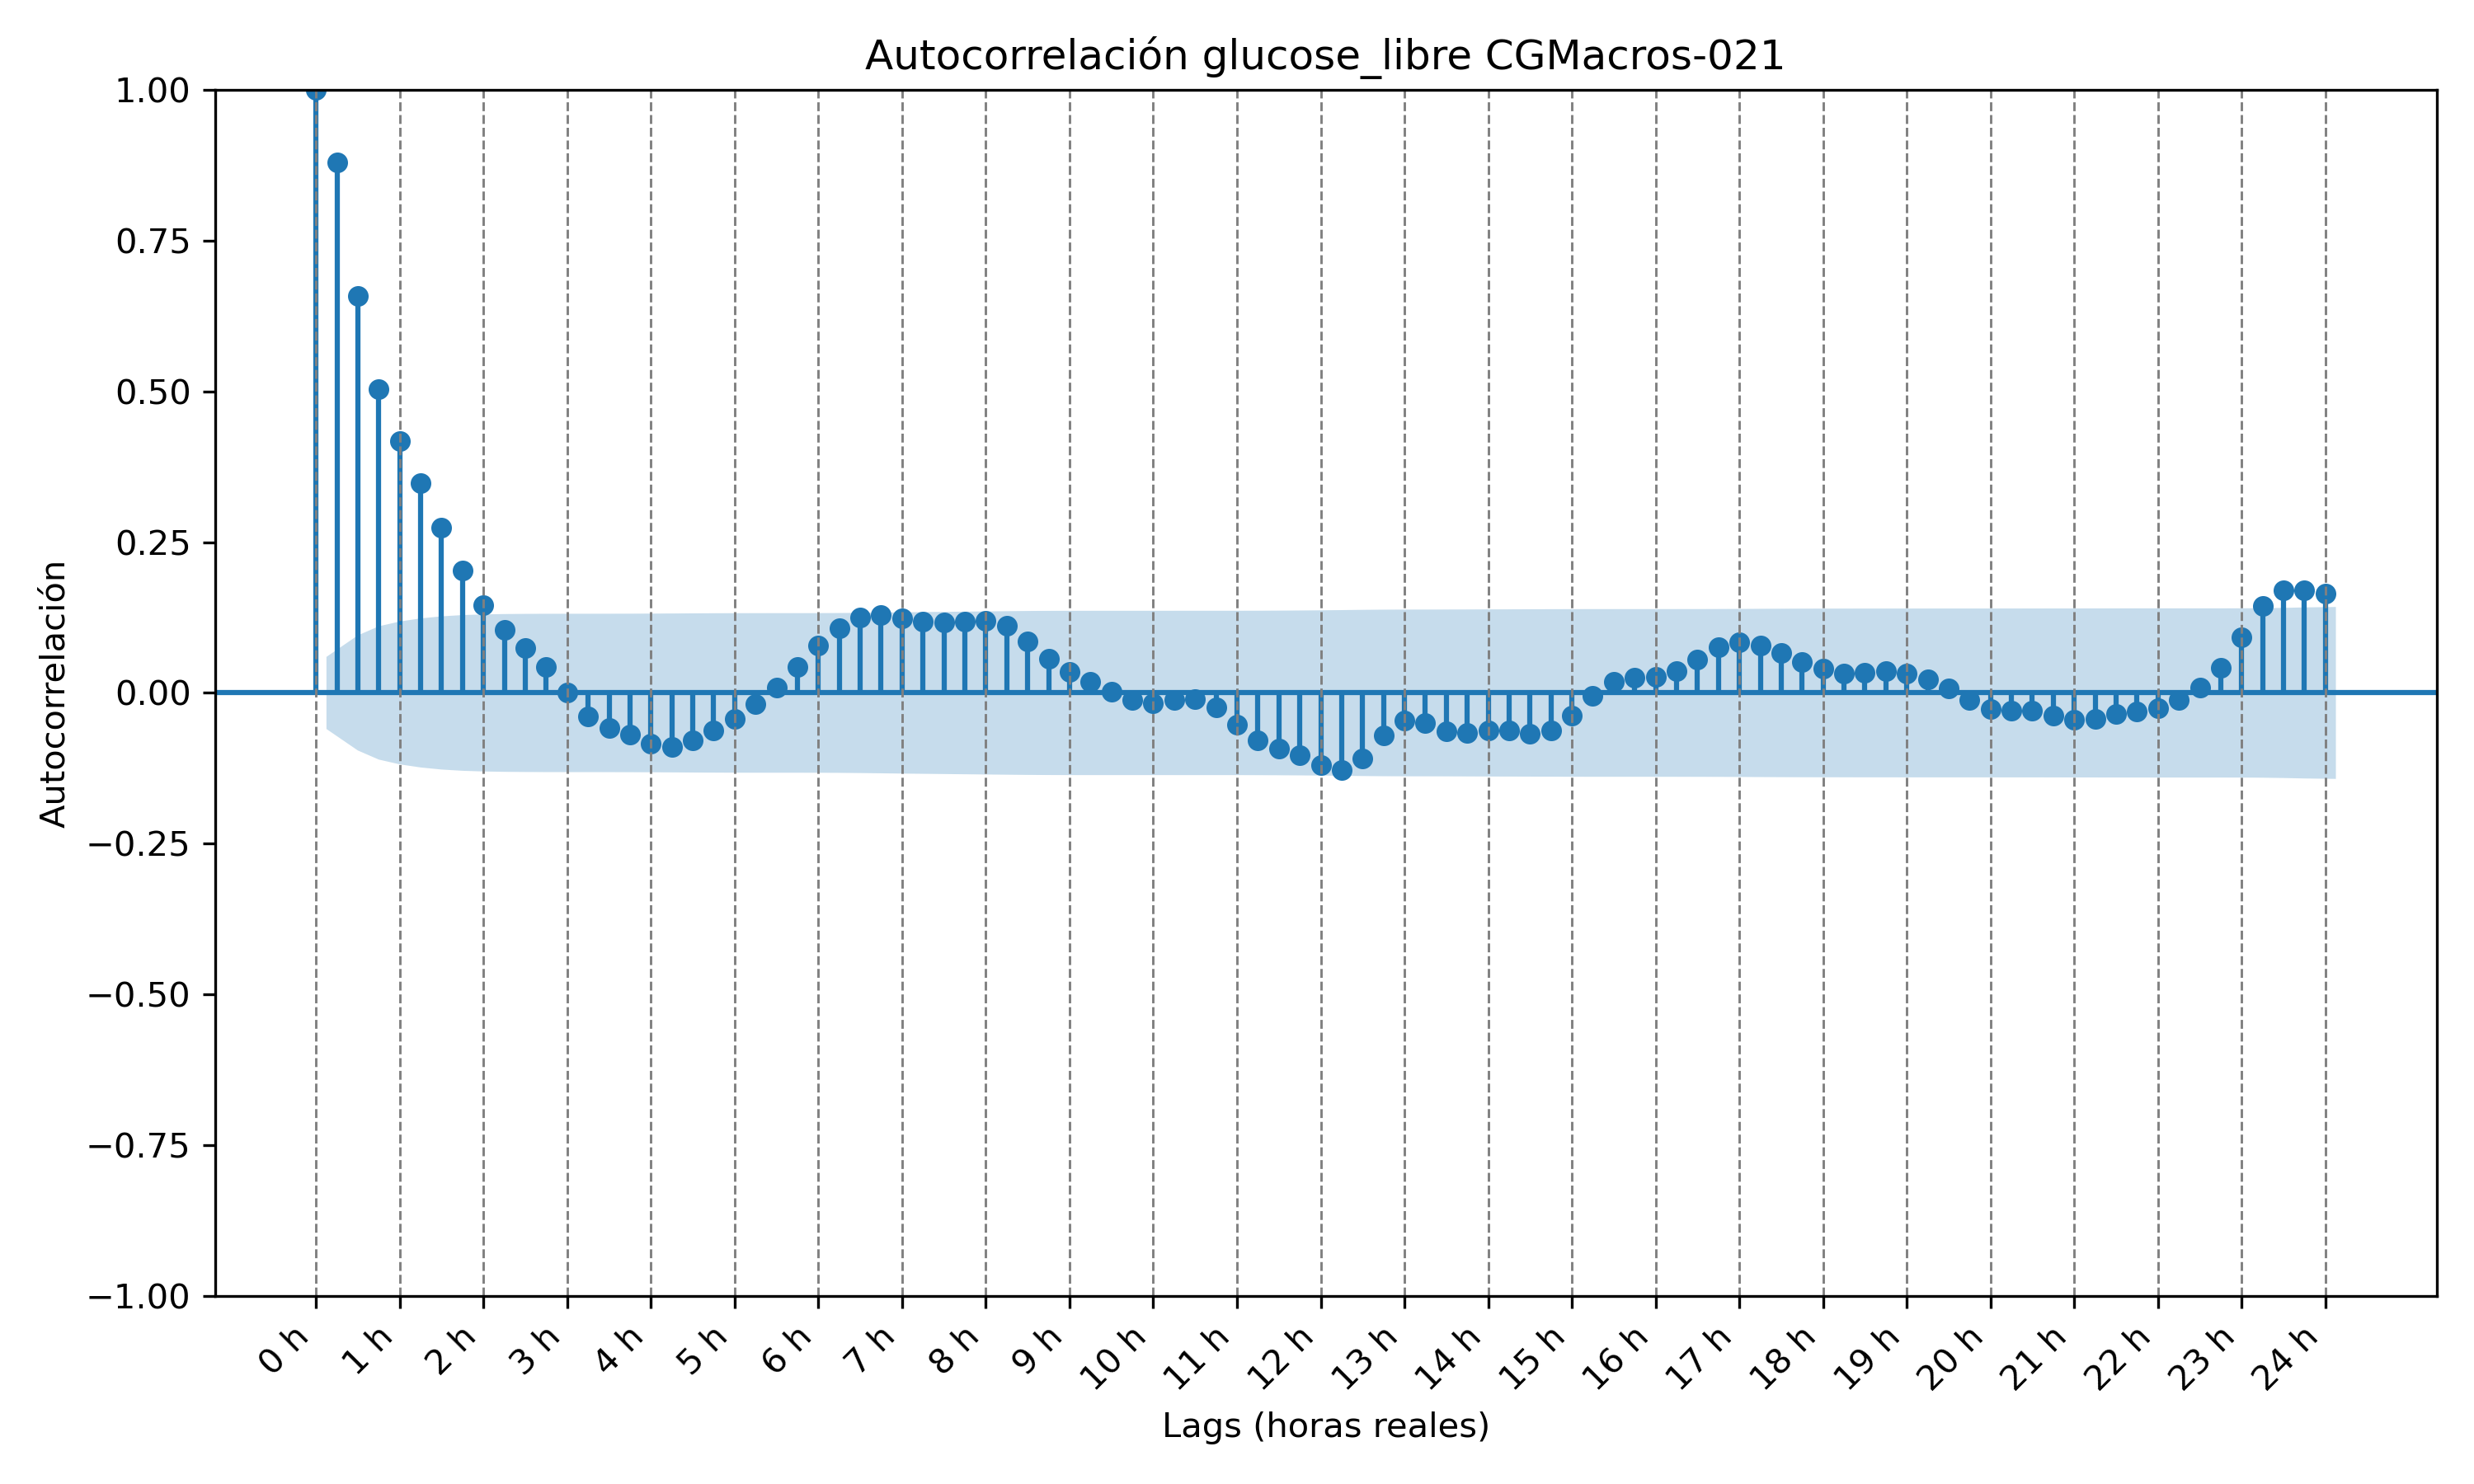 Autocorrelación glucose_libre CGMacros-021
1.00
0.75
0.50
0.25
0.00
−0.25
−0.50
−0.75
−1.00
Autocorrelación
0 h
1 h
2 h
3 h
4 h
5 h
6 h
7 h
8 h
9 h
10 h
11 h
12 h
13 h
14 h
15 h
16 h
17 h
18 h
19 h
20 h
21 h
22 h
23 h
24 h
Lags (horas reales)